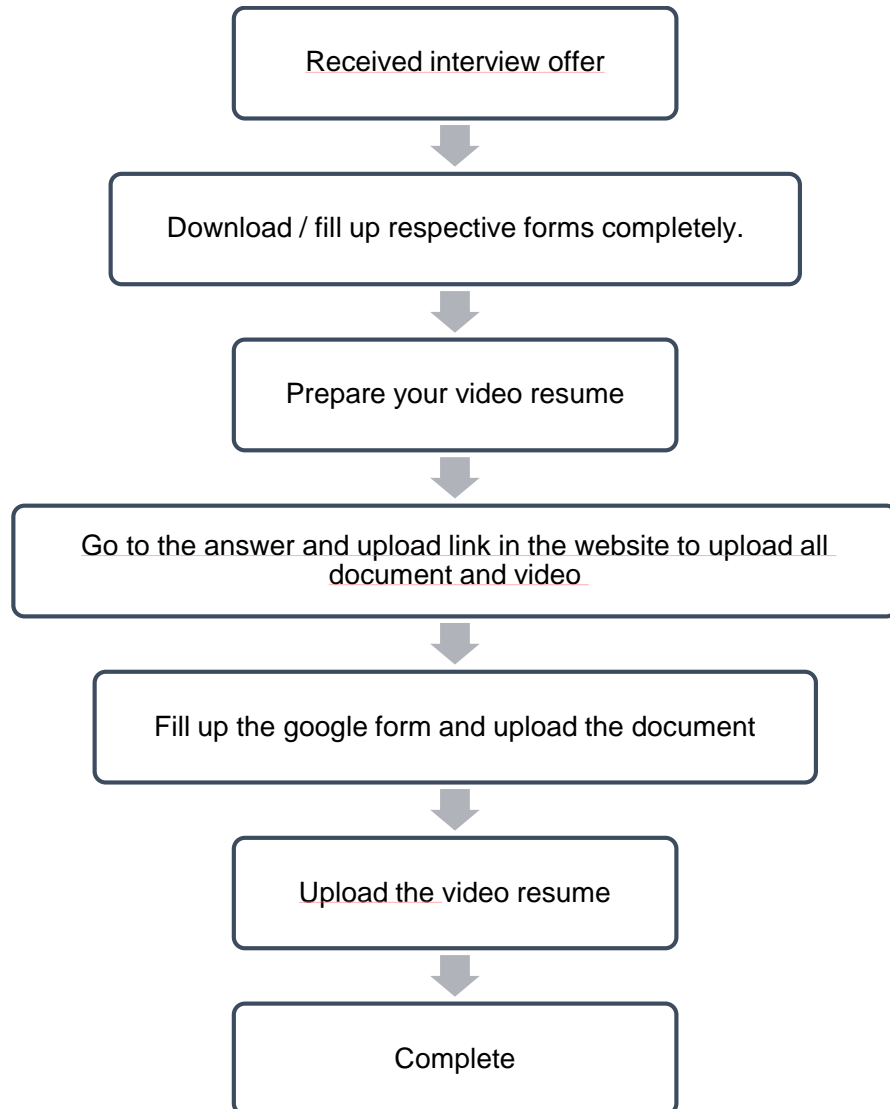 Received interview offer
Download / fill up respective forms completely.
Prepare your video resume
Go to the answer and upload link in the website to upload all
document and video
Fill up the google form and upload the document
Upload the video resume
Complete